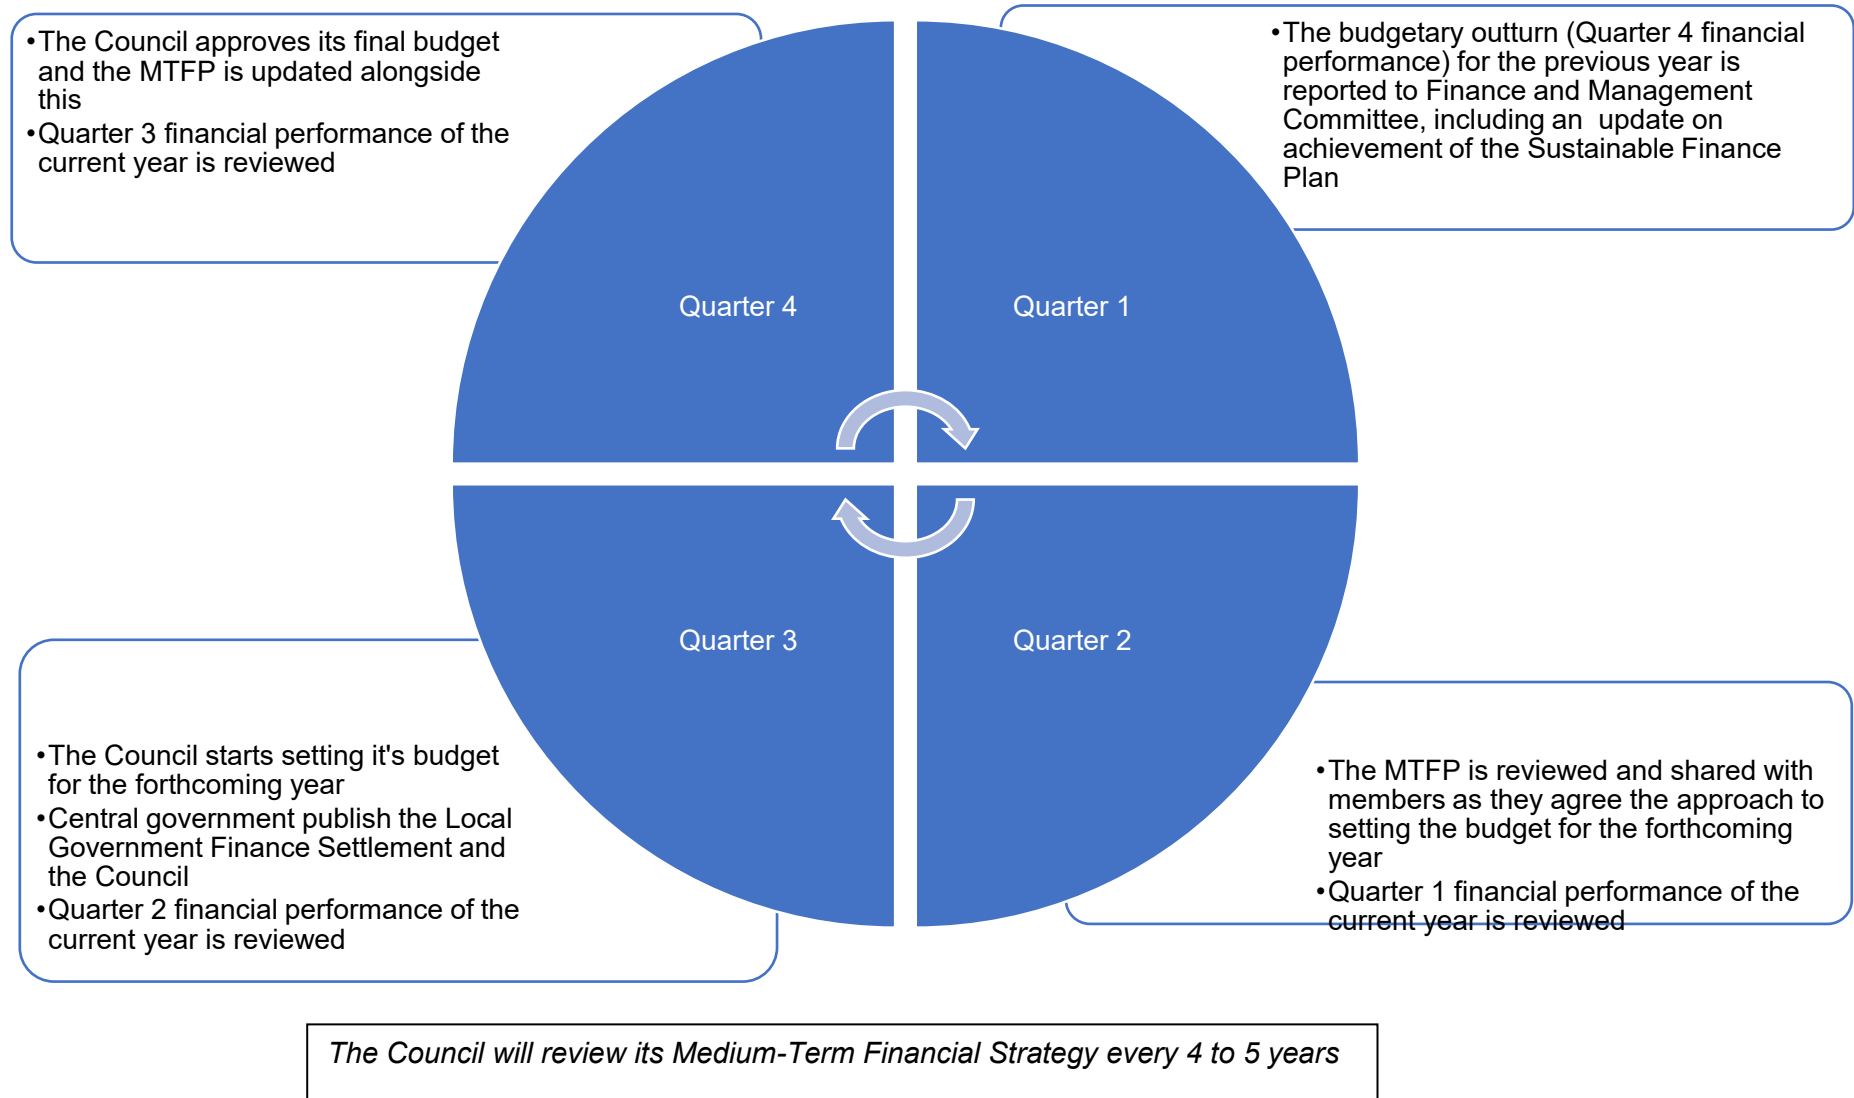 •The Council approves its final budget
and the MTFP is updated alongside
this
•Quarter 3 financial performance of the
current year is reviewed
•The budgetary outturn (Quarter 4 financial
performance) for the previous year is
reported to Finance and Management
Committee, including an  update on
achievement of the Sustainable Finance
Plan
Quarter 4
Quarter 1
Quarter 3
Quarter 2
•The Council starts setting it's budget
for the forthcoming year
•Central government publish the Local
Government Finance Settlement and
the Council
•Quarter 2 financial performance of the
current year is reviewed
•The MTFP is reviewed and shared with
members as they agree the approach to
setting the budget for the forthcoming
year
•Quarter 1 financial performance of the
current year is reviewed
The Council will review its Medium-Term Financial Strategy every 4 to 5 years